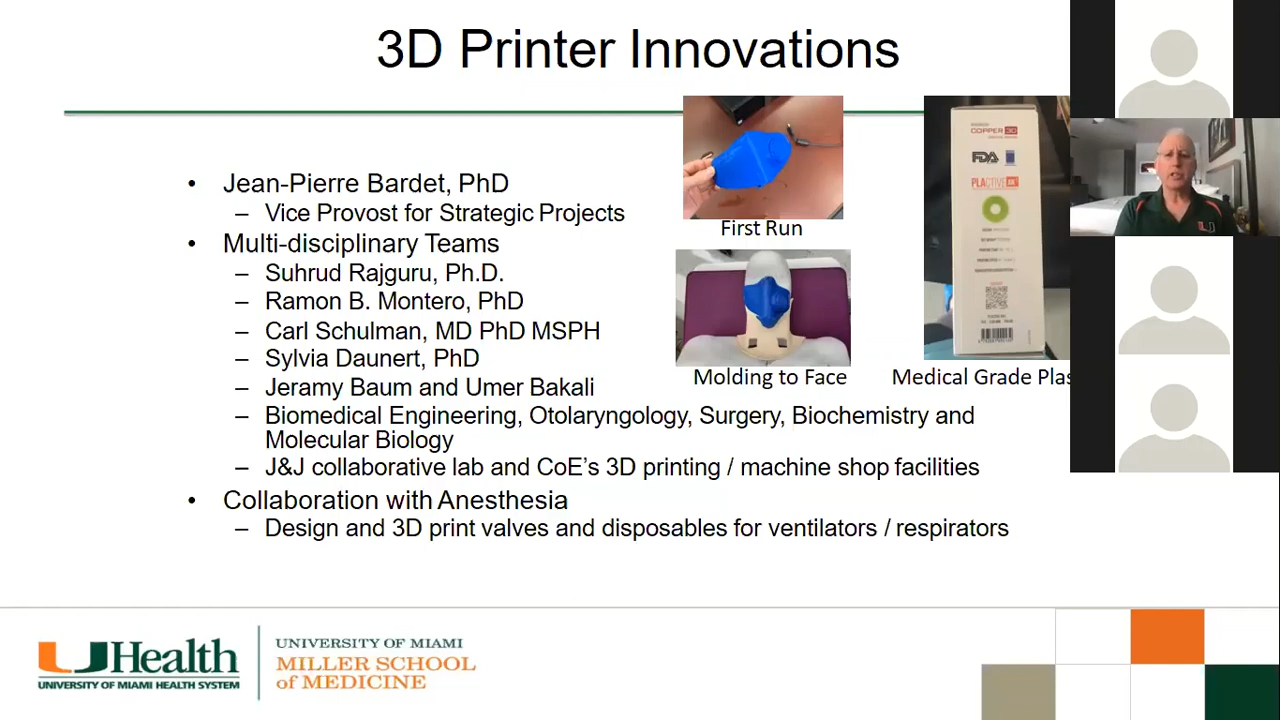 3D Printer Innovations
• Jean-Pierre Bardet, PhD
– Vice Provost for Strategic Projects
• Multi-disciplinary Teams
– Suhrud Rajguru, Ph.D.
– Ramon B. Montero, PhD
– Carl Schulman, MD PhD MSPH
– Sylvia Daunert, PhD
– Jeramy Baum and Umer Bakali
– Biomedical Engineering, Otolaryngology, Surgery, Biochemistry and
Molecular Biology
– J&J collaborative lab and CoE's 3D printing / machine shop facilities
• Collaboration with Anesthesia
– Design and 3D print valves and disposables for ventilators / respirators
First Run
Molding to Face
COPPER 3D
FDA
PLACTIVE
Medical Grade Plas
U
UHealth
UNIVERSITY OF MIAMI HEALTH SYSTEM
UNIVERSITY OF MIAMI
MILLER SCHOOL
of MEDICINE